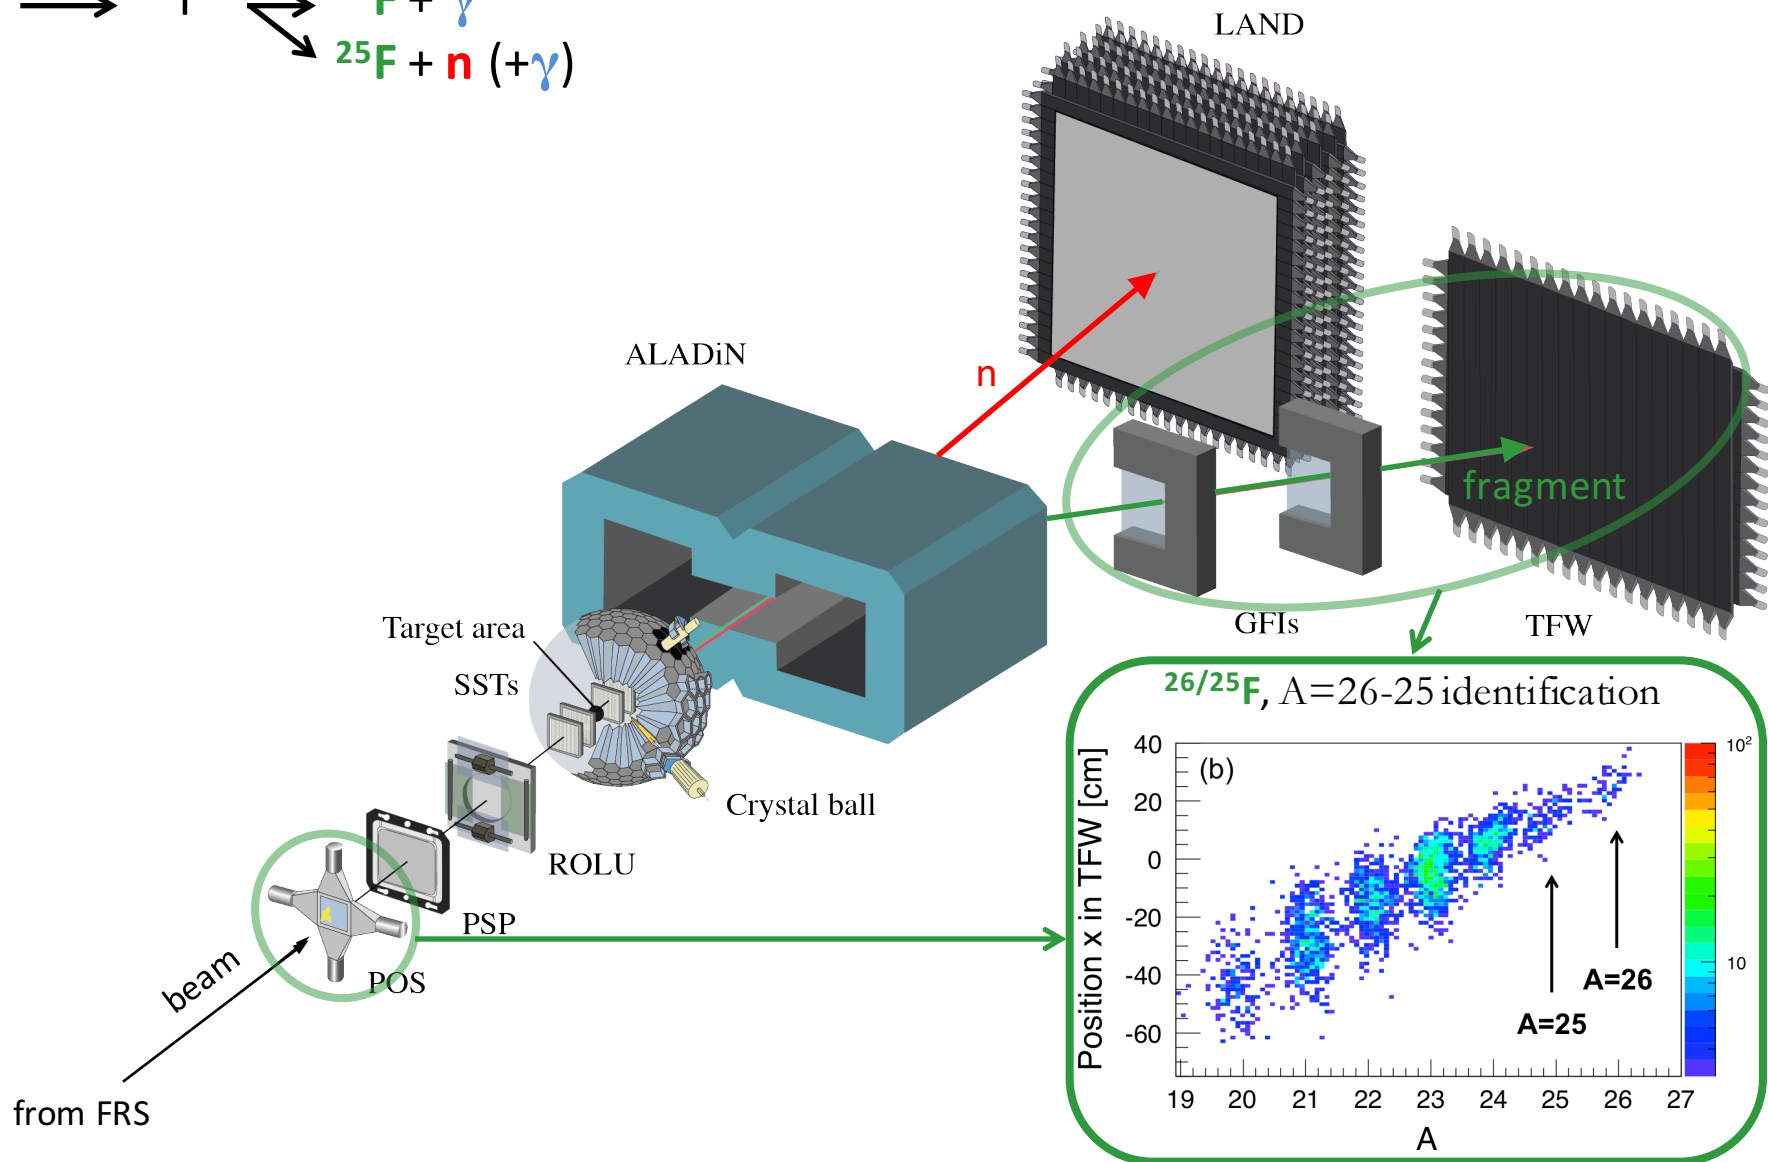 F + γ
²⁵F + n (+γ)
LAND
ALADiN
n
fragment
Target area
SSTs
GFIs
TFW
Crystal ball
ROLU
PSP
POS
beam
from FRS
²⁶/²⁵F, A=26-25 identification
Position x in TFW [cm]
(b)
40
20
0
-20
-40
-60
10²
10
A=26
A=25
19 20 21 22 23 24 25 26 27
A